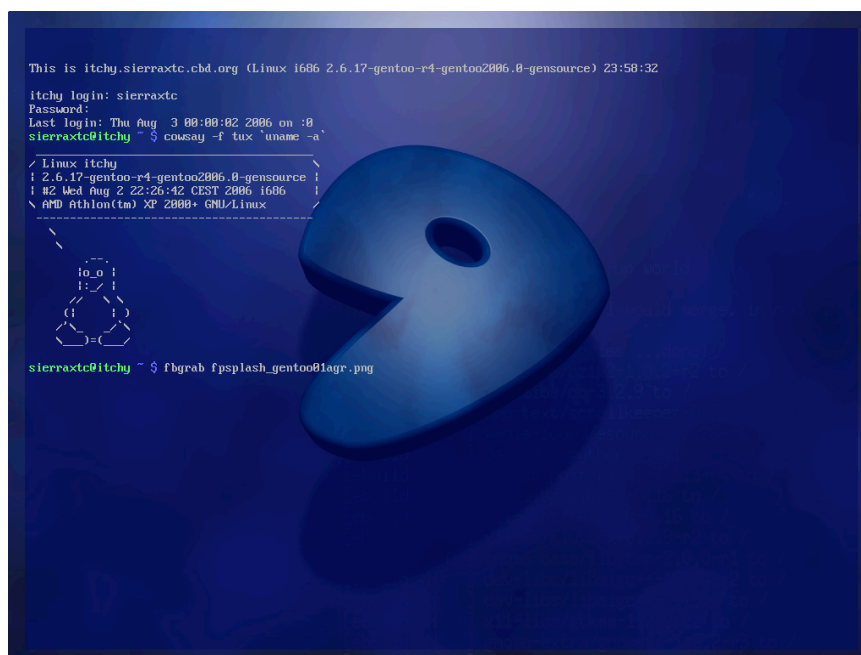 This is itchy.sierraxtc.cbd.org (Linux i686 2.6.17-gentoo-r4-gentoo2006.0-gensource) 23:58:32
itchy login: sierraxtc
Password:
Last login: Thu Aug  3 00:00:02 2006 on :0
sierraxtc@itchy ~ $ cowsay -f tux `uname -a`
/ Linux itchy \
| 2.6.17-gentoo-r4-gentoo2006.0-gensource |
| #2 Wed Aug 2 22:26:42 CEST 2006 i686 |
\ AMD Athlon(tm) XP 2000+ GNU/Linux /
sierraxtc@itchy ~ $ fbgrab fpsplash_gentoo01agr.png